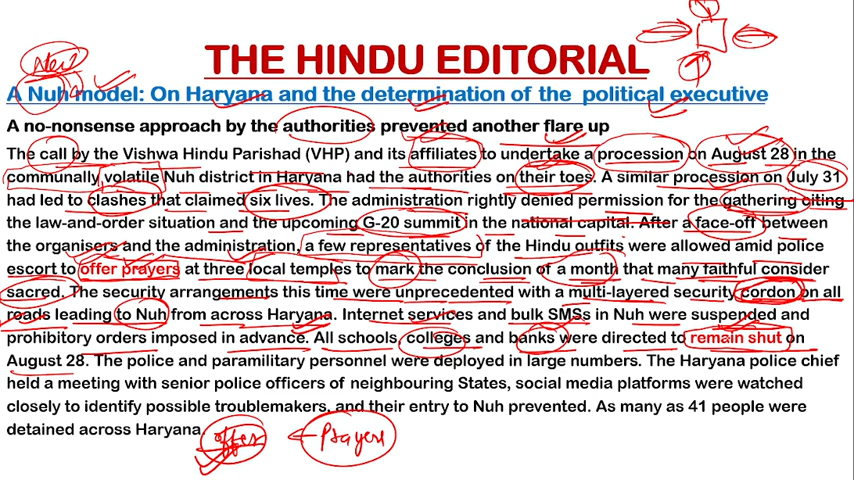 THE HINDU EDITORIAL
A Nuh model: On Haryana and the determination of the political executive
A no-nonsense approach by the authorities prevented another flare up
The call by the Vishwa Hindu Parishad (VHP) and its affiliates to undertake a procession on August 28 in the
communally volatile Nuh district in Haryana had the authorities on their toes. A similar procession on July 31
had led to clashes that claimed six lives. The administration rightly denied permission for the gathering citing
the law-and-order situation and the upcoming G-20 summit in the national capital. After a face-off between
the organisers and the administration, a few representatives of the Hindu outfits were allowed amid police
escort to offer prayers at three local temples to mark the conclusion of a month that many faithful consider
sacred. The security arrangements this time were unprecedented with a multi-layered security cordon on all
roads leading to Nuh from across Haryana. Internet services and bulk SMSs in Nuh were suspended and
prohibitory orders imposed in advance. All schools, colleges and banks were directed to remain shut on
August 28. The police and paramilitary personnel were deployed in large numbers. The Haryana police chief
held a meeting with senior police officers of neighbouring States, social media platforms were watched
closely to identify possible troublemakers, and their entry to Nuh prevented. As many as 41 people were
detained across Haryana.
offer Prayers